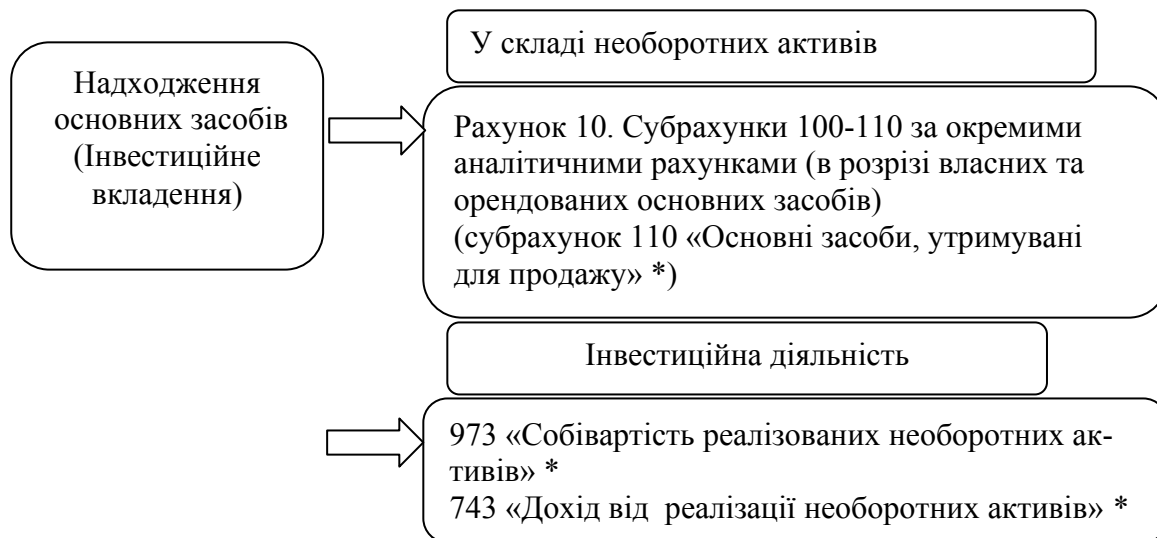 У складі необоротних активів
Надходження
основних засобів
(Інвестиційне
вкладення)
Рахунок 10. Субрахунки 100-110 за окремими
аналітичними рахунками (в розрізі власних та
орендованих основних засобів)
(субрахунок 110 «Основні засоби, утримувані
для продажу» *)
Інвестиційна діяльність
973 «Собівартість реалізованих необоротних ак-
тивів» *
743 «Дохід від реалізації необоротних активів» *